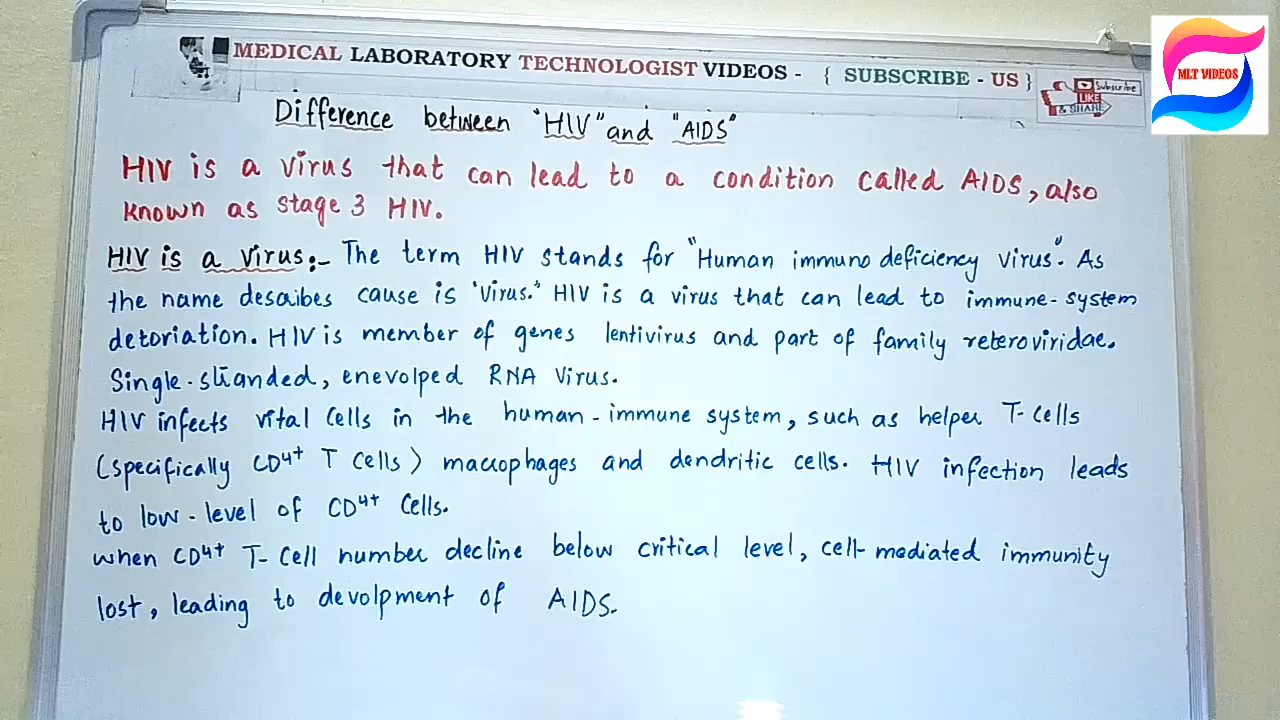 MEDICAL LABORATORY TECHNOLOGIST VIDEOS - { SUBSCRIBE - US }
Subscribe
LIKE
& SHARE
MLT VIDEOS
Difference between "HIV" and "AIDS"
HIV is a virus that can lead to a condition called AIDS, also
known as stage 3 HIV.
HIV is a virus:- The term HIV stands for "Human immuno deficiency virus". As
the name describes cause is 'virus.' HIV is a virus that can lead to immune-system
detoriation. HIV is member of genes lentivirus and part of family reteroviridae.
Single-stranded, enevolped RNA virus.
HIV infects vital cells in the human-immune system, such as helper T-cells
(specifically CD4+ T cells) macrophages and dendritic cells. HIV infection leads
to low-level of CD4+ cells.
when CD4+ T-cell number decline below critical level, cell-mediated immunity
lost, leading to devolpment of AIDS.